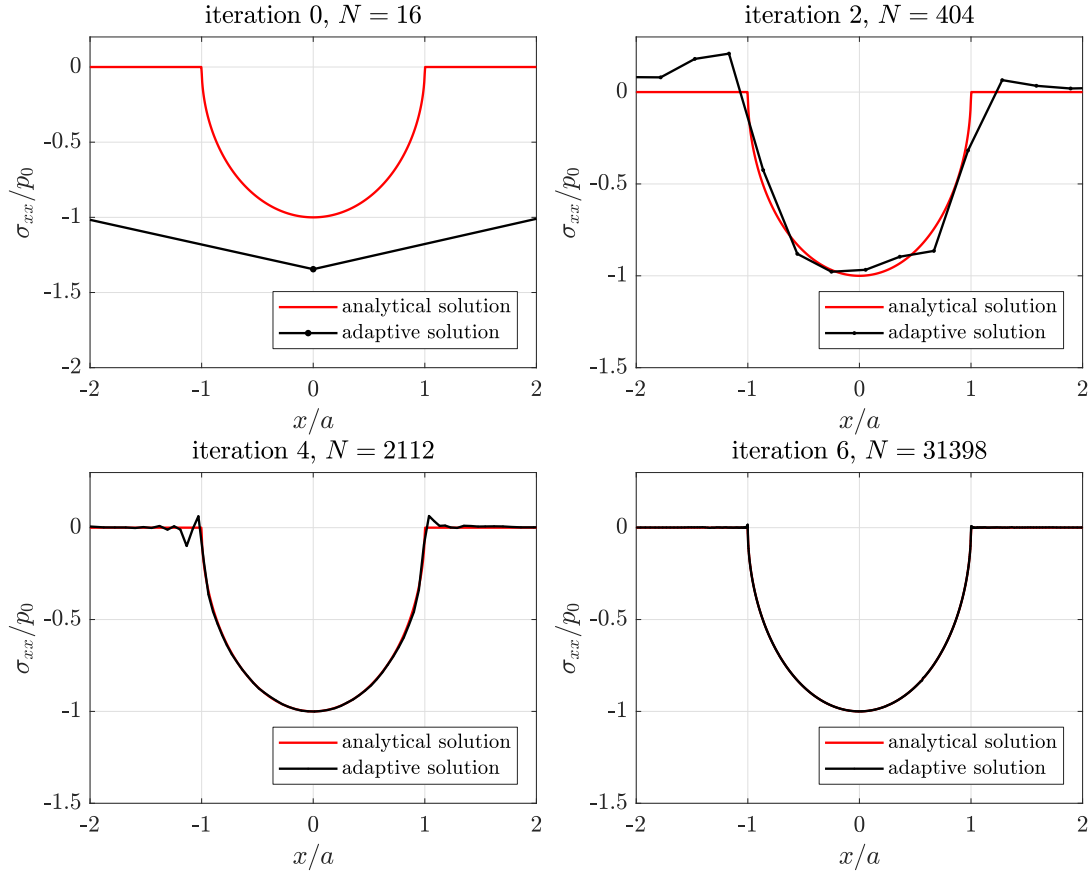 iteration 0, N = 16
0
-0.5
-1
-1.5
-2
σxx/p0
analytical solution
adaptive solution
-2 -1 0 1 2
x/a
iteration 2, N = 404
0
-0.5
-1
-1.5
σxx/p0
analytical solution
adaptive solution
-2 -1 0 1 2
x/a
iteration 4, N = 2112
0
-0.5
-1
-1.5
σxx/p0
analytical solution
adaptive solution
-2 -1 0 1 2
x/a
iteration 6, N = 31398
0
-0.5
-1
-1.5
σxx/p0
analytical solution
adaptive solution
-2 -1 0 1 2
x/a